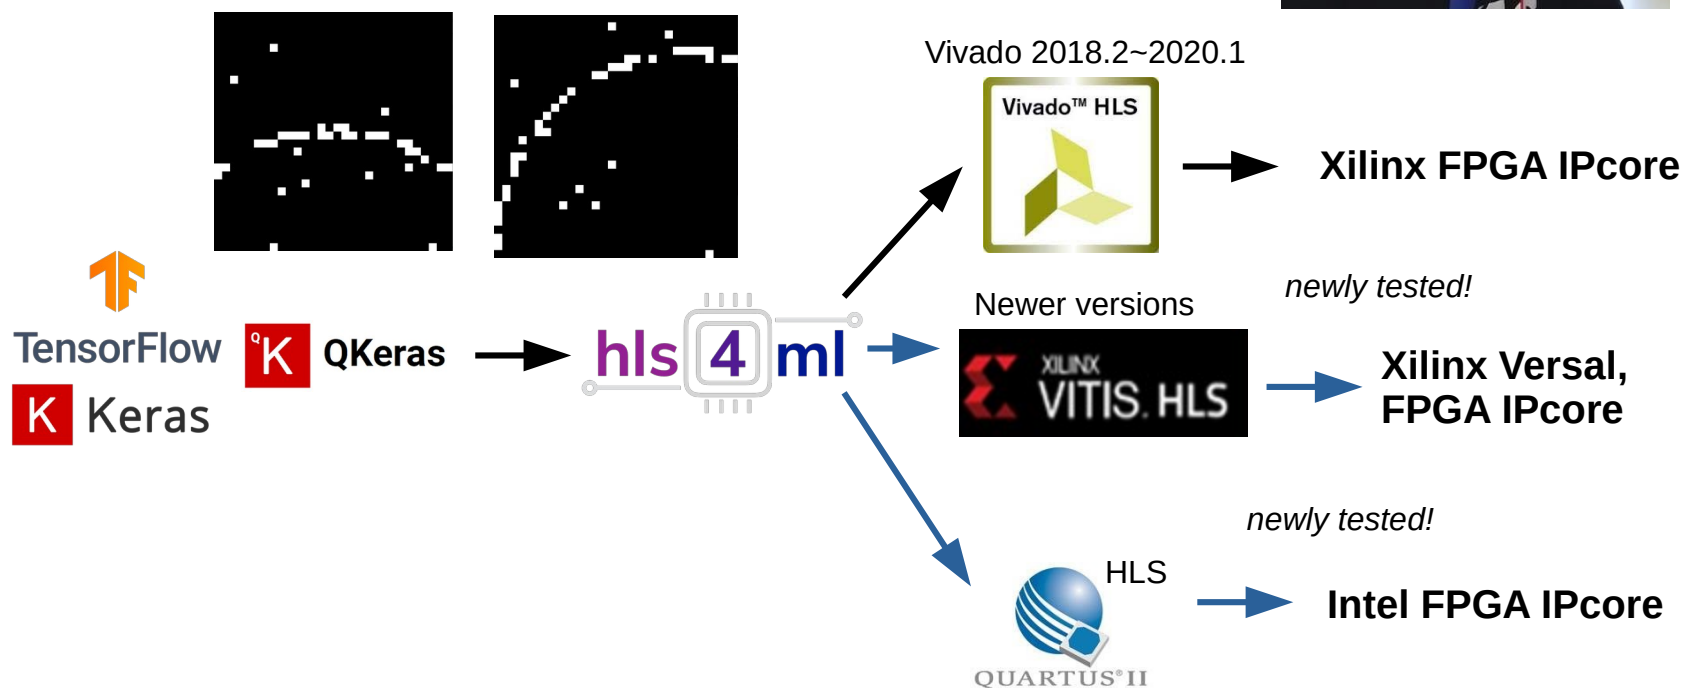 Vivado 2018.2~2020.1
Vivado™ HLS
Xilinx FPGA IPcore
TensorFlow
Q
K
QKeras
K
Keras
hls 4 ml
Newer versions
XILINX
VITIS. HLS
newly tested!
Xilinx Versal,
FPGA IPcore
newly tested!
HLS
QUARTUS®II
Intel FPGA IPcore